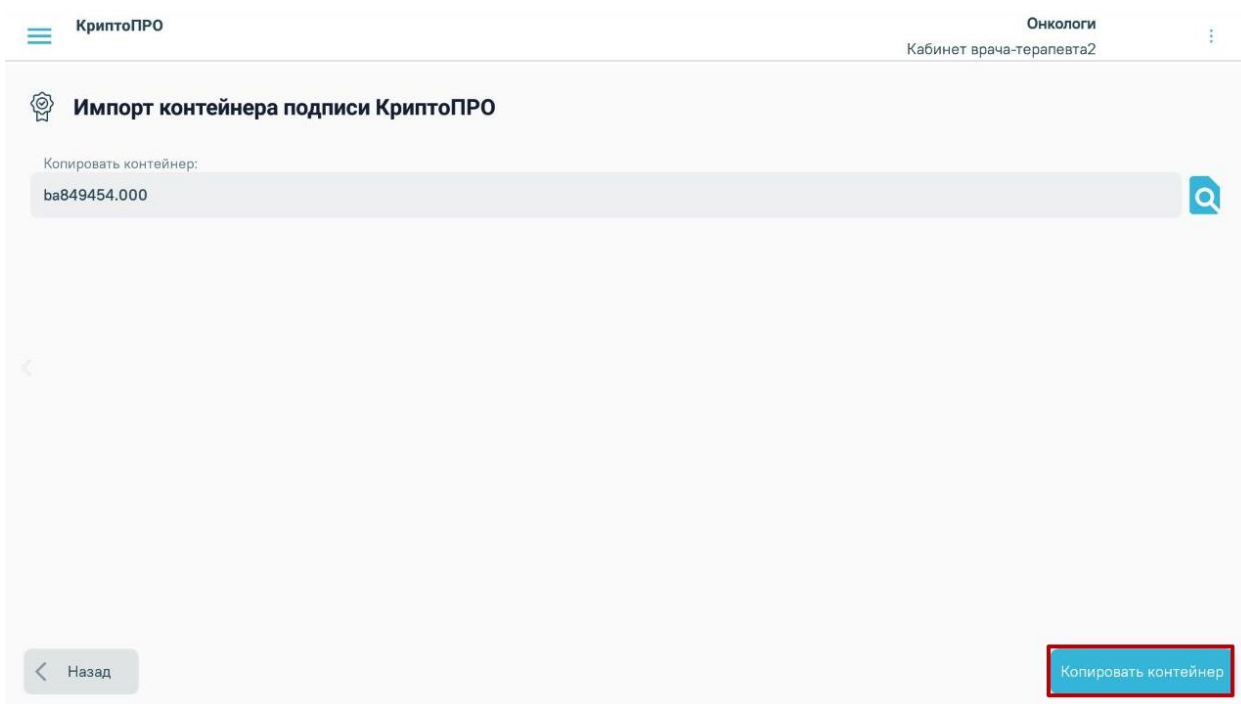 КриптоПРО
Онкологи
Кабинет врача-терапевта2
Импорт контейнера подписи КриптоПРО
Копировать контейнер:
ba849454.000
Назад
Копировать контейнер